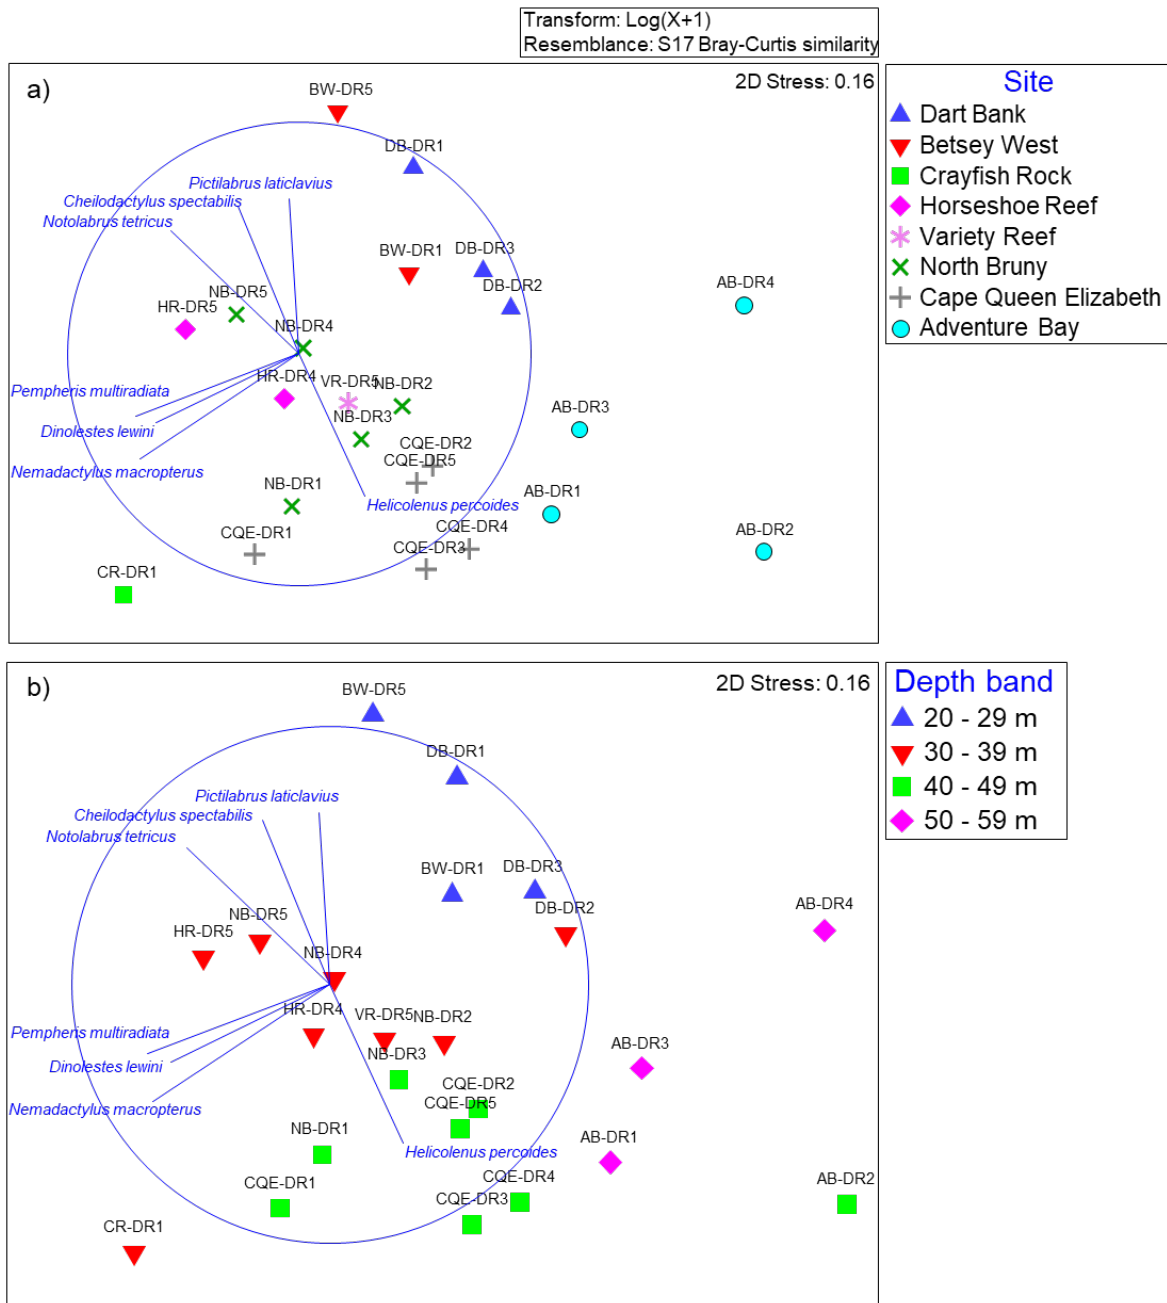 Transform: Log(X+1)
Resemblance: S17 Bray-Curtis similarity
a)
2D Stress: 0.16
BW-DR5
DB-DR1
Pictilabrus laticlavius
Cheilodactylus spectabilis
Notolabrus tetricus
BW-DR1
DB-DR3
DB-DR2
AB-DR4
NB-DR5
HR-DR5
NB-DR4
HR-DR4
VR-DR5
NB-DR2
Pempheris multiradiata
Dinolestes lewini
NB-DR3
AB-DR3
CQE-DR2
CQE-DR5
Nemadactylus macropterus
NB-DR1
Helicolenus percoides
AB-DR1
CQE-DR1
CQE-DR4
CQE-DR3
AB-DR2
CR-DR1
Site
Dart Bank
Betsey West
Crayfish Rock
Horseshoe Reef
Variety Reef
North Bruny
Cape Queen Elizabeth
Adventure Bay
b)
2D Stress: 0.16
BW-DR5
DB-DR1
Pictilabrus laticlavius
Cheilodactylus spectabilis
Notolabrus tetricus
BW-DR1
DB-DR3
DB-DR2
AB-DR4
NB-DR5
HR-DR5
NB-DR4
HR-DR4
VR-DR5
NB-DR2
Pempheris multiradiata
Dinolestes lewini
NB-DR3
AB-DR3
CQE-DR2
CQE-DR5
Nemadactylus macropterus
NB-DR1
Helicolenus percoides
AB-DR1
CQE-DR1
CQE-DR4
CQE-DR3
AB-DR2
CR-DR1
Depth band
20 - 29 m
30 - 39 m
40 - 49 m
50 - 59 m